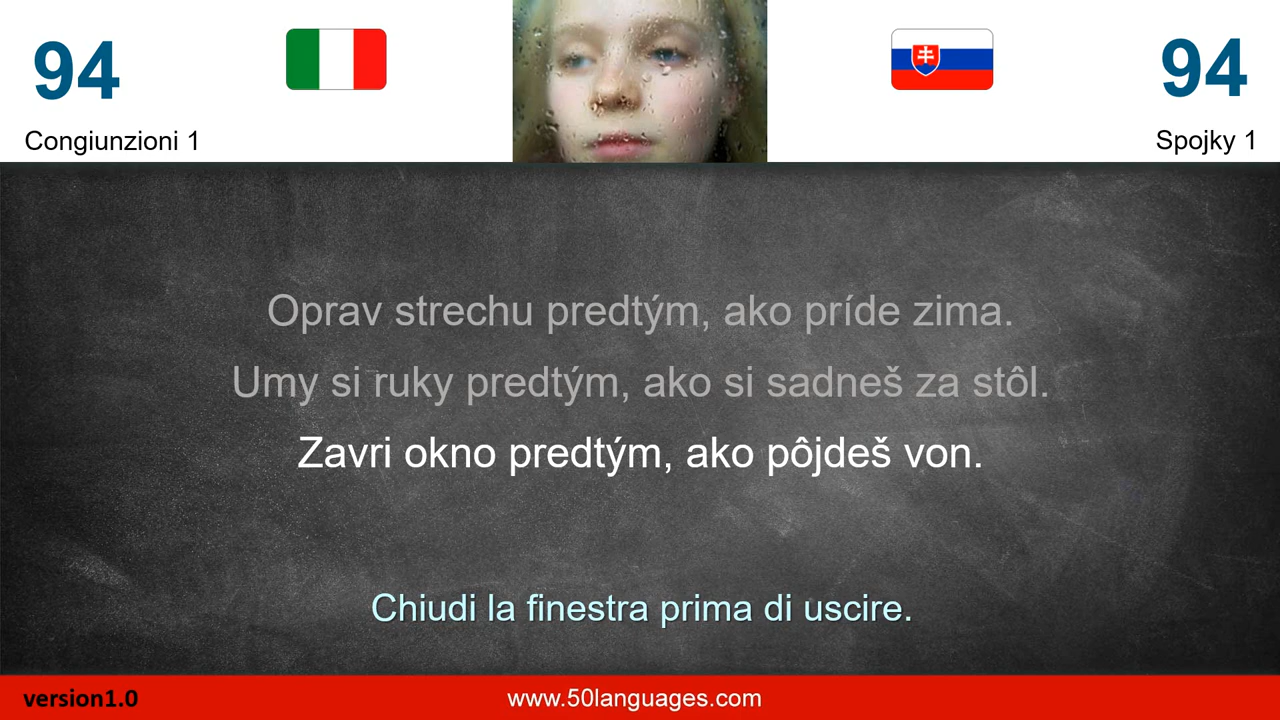 94
94
Congiunzioni 1
Spojky 1
Oprav strechu predtým, ako príde zima.
Umy si ruky predtým, ako si sadneš za stôl.
Zavri okno predtým, ako pôjdeš von.
Chiudi la finestra prima di uscire.
version1.0
www.50languages.com